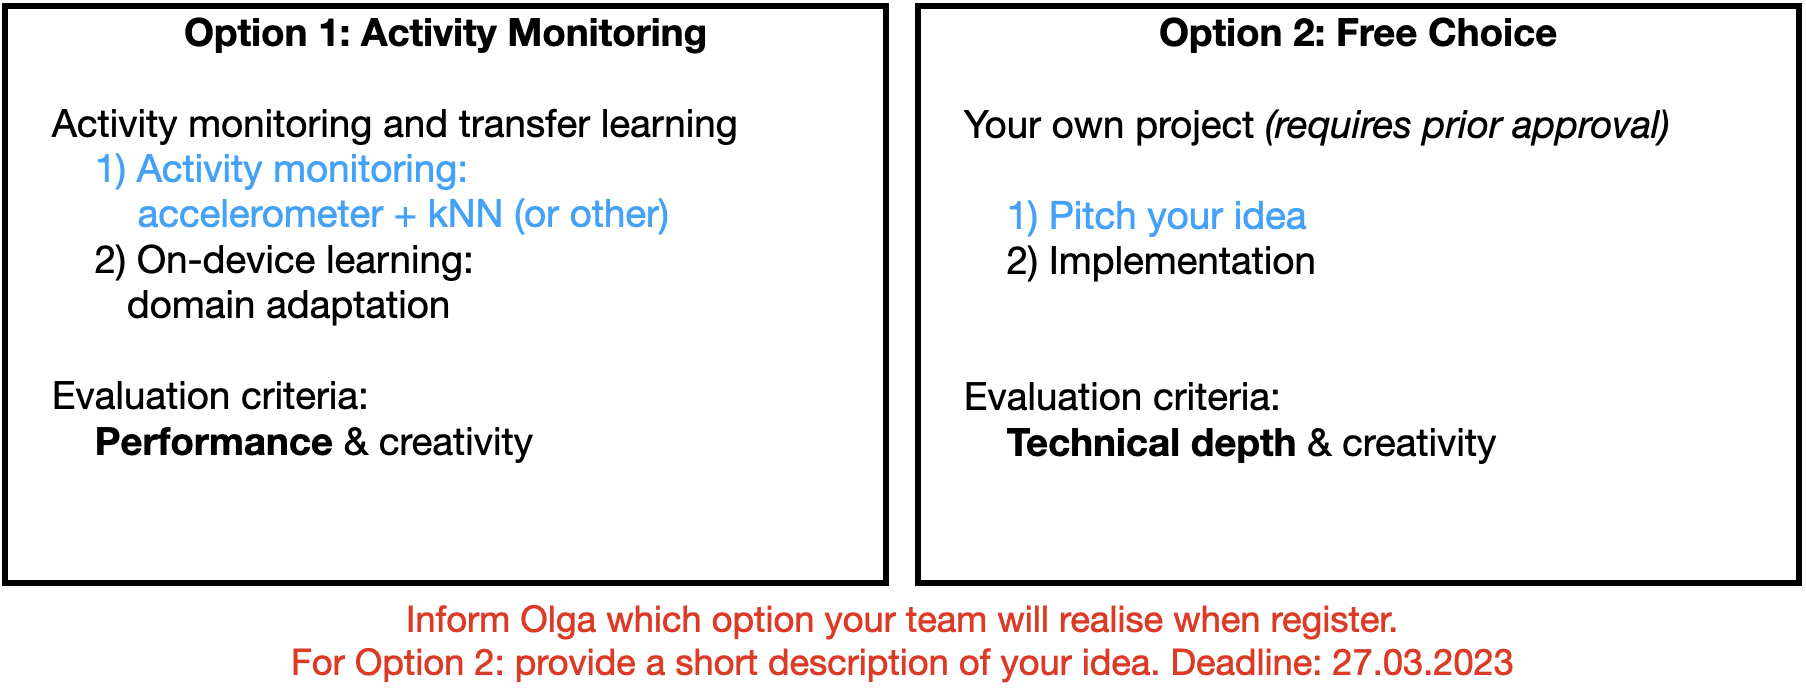 Option 1: Activity Monitoring
Activity monitoring and transfer learning
1) Activity monitoring:
accelerometer + kNN (or other)
2) On-device learning:
domain adaptation
Evaluation criteria:
Performance & creativity
Option 2: Free Choice
Your own project (requires prior approval)
1) Pitch your idea
2) Implementation
Evaluation criteria:
Technical depth & creativity
Inform Olga which option your team will realise when register.
For Option 2: provide a short description of your idea. Deadline: 27.03.2023